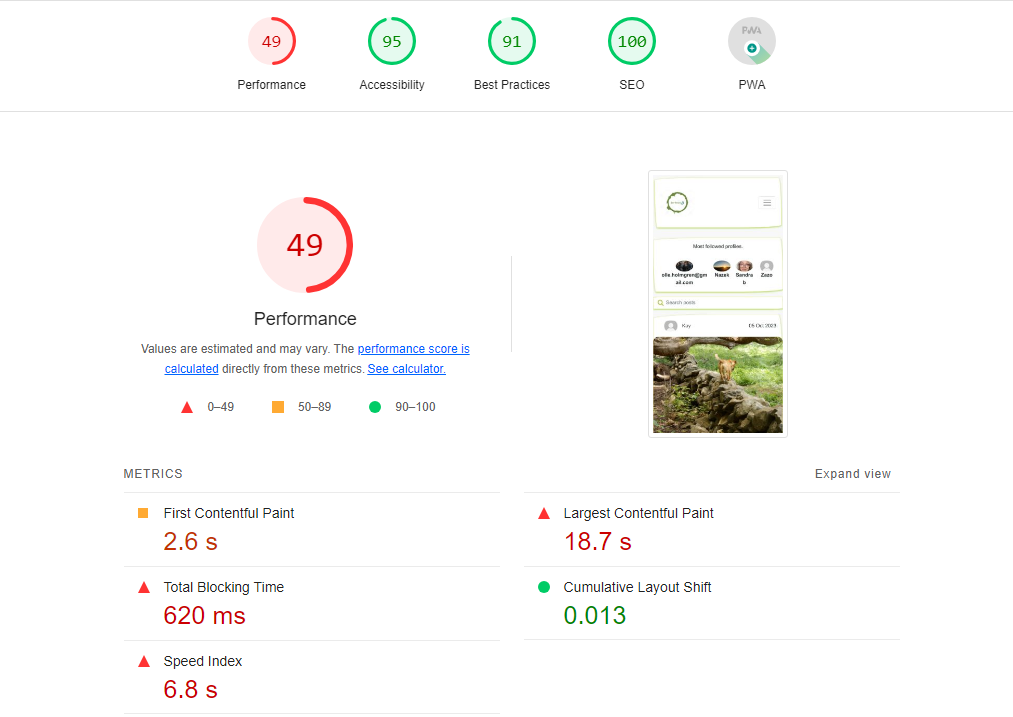 49
95
91
100
PWA
Performance
Accessibility
Best Practices
SEO
PWA
49
Performance
Values are estimated and may vary. The performance score is
calculated directly from these metrics. See calculator.
0–49
50–89
90–100
Most followed profiles.
olle.holmgren@gm
ail.com
Nazek
Sandra
b
Zazo
Search posts
Kay
05 Oct 2023
METRICS
Expand view
First Contentful Paint
2.6 s
Largest Contentful Paint
18.7 s
Total Blocking Time
620 ms
Cumulative Layout Shift
0.013
Speed Index
6.8 s